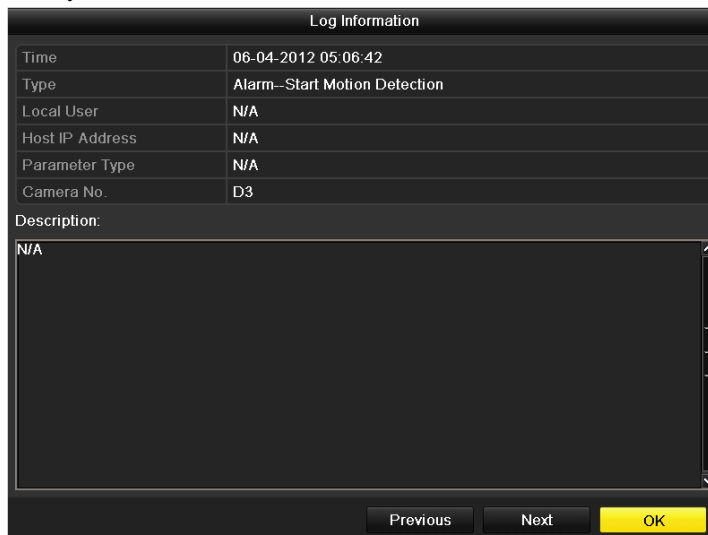 Log Information
Time 06-04-2012 05:06:42
Type Alarm--Start Motion Detection
Local User N/A
Host IP Address N/A
Parameter Type N/A
Camera No. D3
Description:
N/A
Previous Next OK